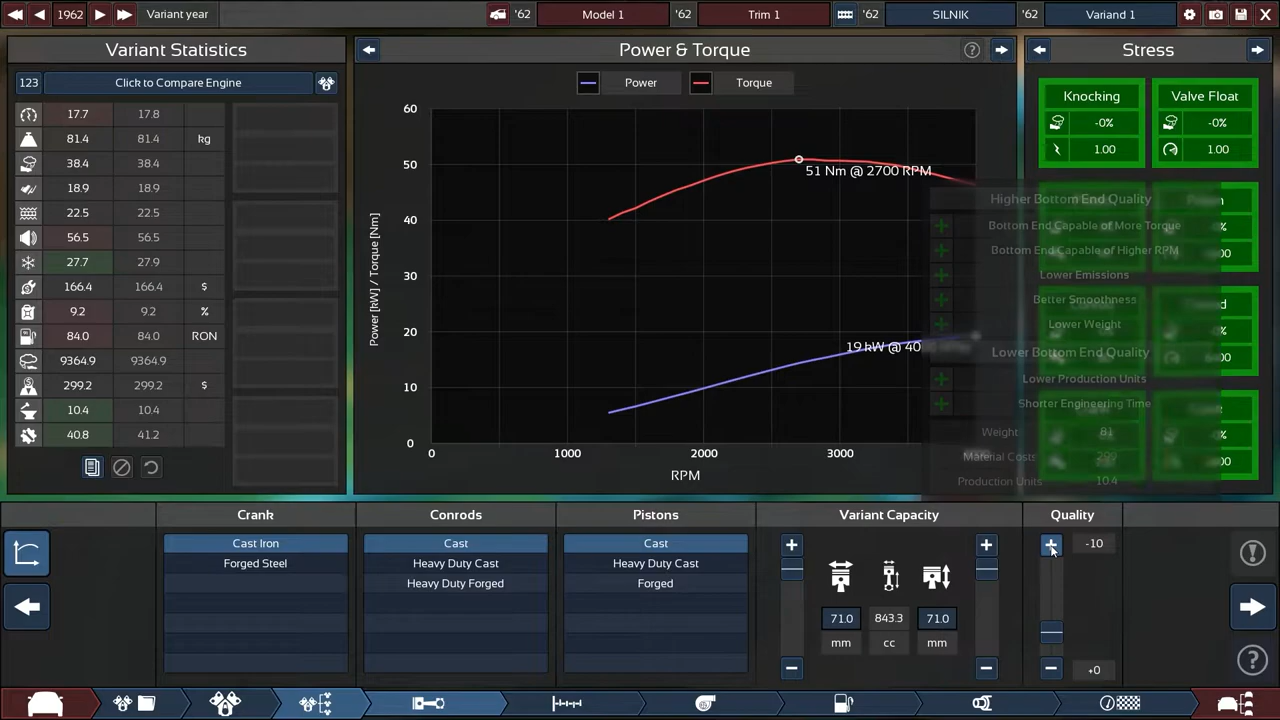 1962 Variant year '62 Model 1 '62 Trim 1 '62 SILNIK '62 Variand 1
Variant Statistics
123 Click to Compare Engine
17.7 17.8
81.4 81.4 kg
38.4 38.4
18.9 18.9
22.5 22.5
56.5 56.5
27.7 27.9
166.4 166.4 $
9.2 9.2 %
84.0 84.0 RON
9364.9 9364.9
299.2 299.2 $
10.4 10.4
40.8 41.2
Power & Torque
Power Torque
Power [kW] / Torque [Nm]
60
50
40
30
20
10
0
0 1000 2000 3000
RPM
51 Nm @ 2700 RPM
19 kW @ 40
Stress
Knocking Valve Float
-0% -0%
1.00 1.00
Higher Bottom End Quality
Bottom End Capable of More Torque
Bottom End Capable of Higher RPM
Lower Emissions
Better Smoothness
Lower Weight
Lower Bottom End Quality
Lower Production Units
Shorter Engineering Time
Weight 81
Material Costs 299
Production Units 10.4
Crank
Cast Iron
Forged Steel
Conrods
Cast
Heavy Duty Cast
Heavy Duty Forged
Pistons
Cast
Heavy Duty Cast
Forged
Variant Capacity
71.0 843.3 71.0
mm cc mm
Quality
-10
+0